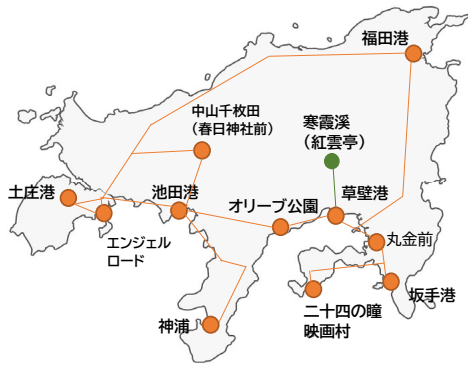 福田港
中山千枚田
（春日神社前）
寒霞渓
（紅雲亭）
土庄港
池田港
オリーブ公園
草壁港
エンジェル
ロード
丸金前
神浦
二十四の瞳
映画村
坂手港